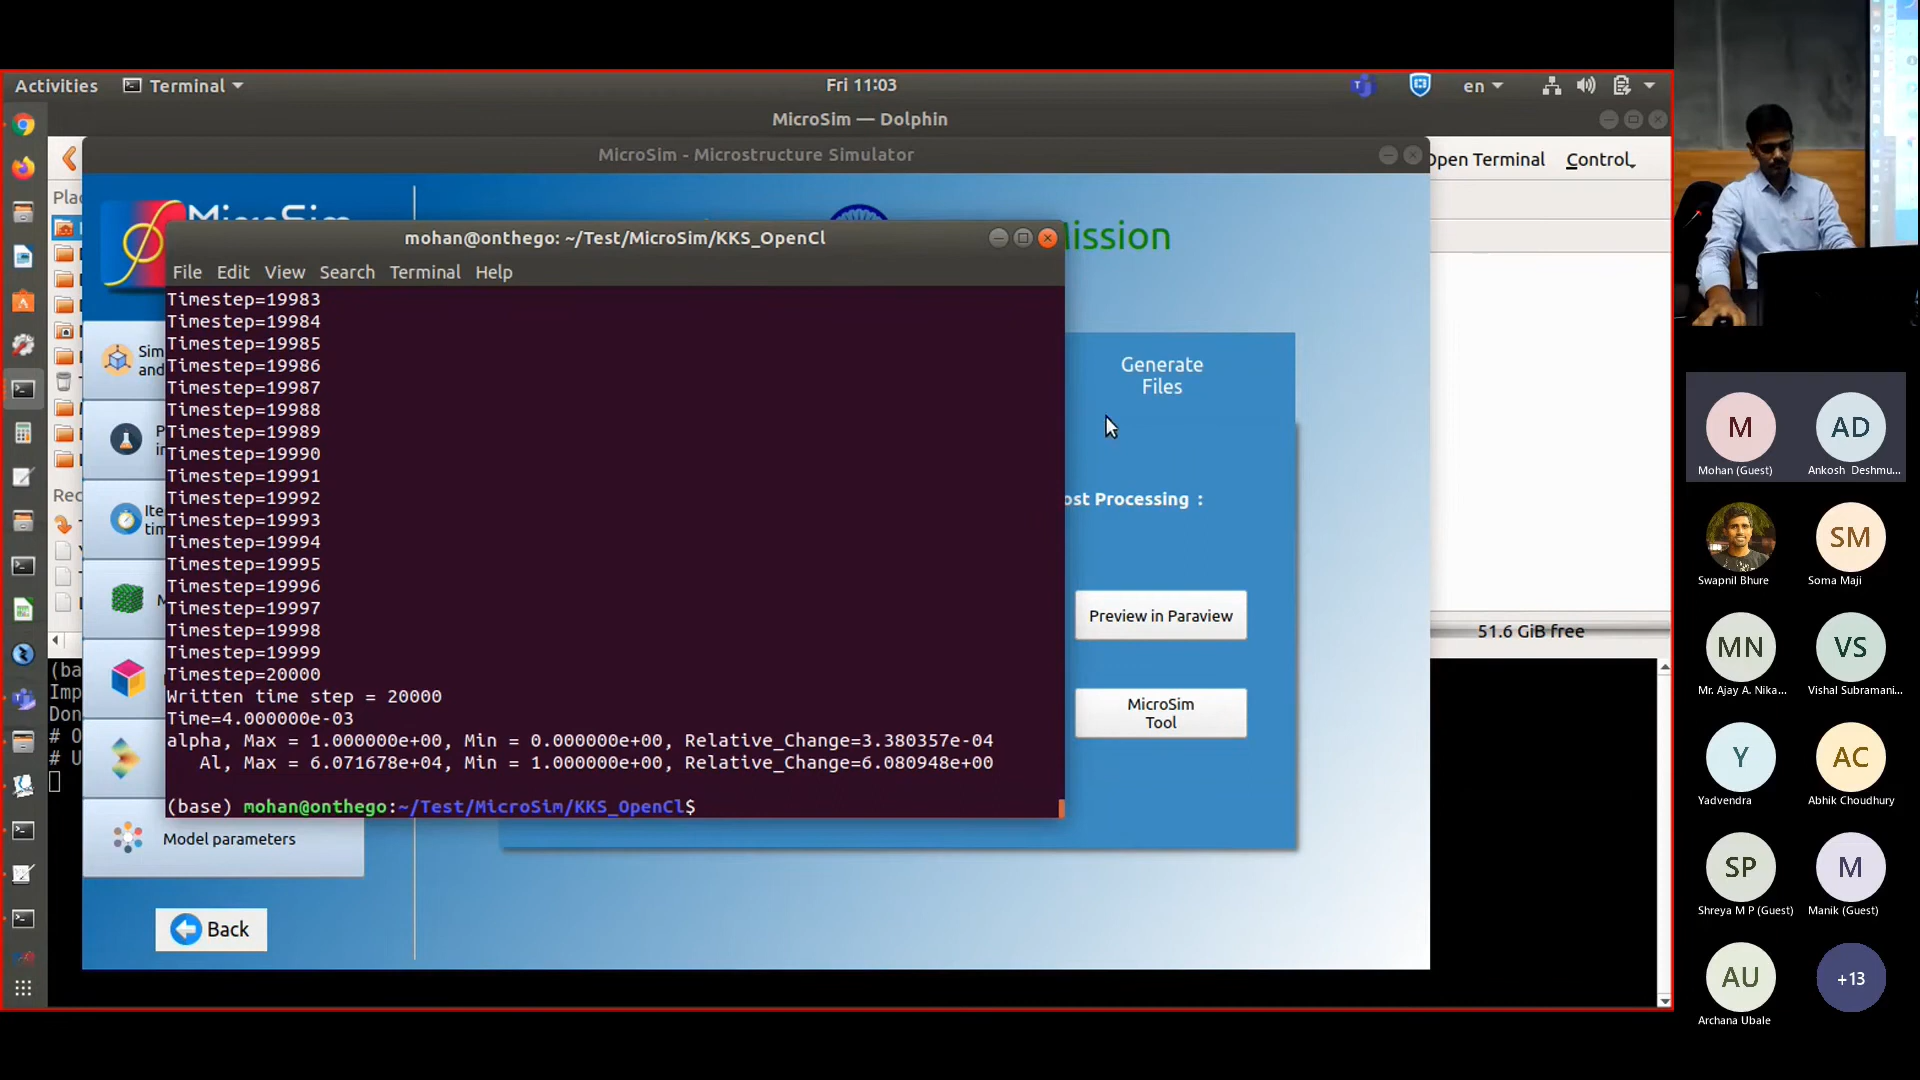 Activities
Terminal
Fri 11:03
en
MicroSim — Dolphin
MicroSim - Microstructure Simulator
Open Terminal
Control
MicroSim
mohan@onthego: ~/Test/MicroSim/KKS_OpenCl
File Edit View Search Terminal Help
Timestep=19983
Timestep=19984
Timestep=19985
Timestep=19986
Timestep=19987
Timestep=19988
Timestep=19989
Timestep=19990
Timestep=19991
Timestep=19992
Timestep=19993
Timestep=19994
Timestep=19995
Timestep=19996
Timestep=19997
Timestep=19998
Timestep=19999
Timestep=20000
Written time step = 20000
Time=4.000000e-03
alpha, Max = 1.000000e+00, Min = 0.000000e+00, Relative_Change=3.380357e-04
Al, Max = 6.071678e+04, Min = 1.000000e+00, Relative_Change=6.080948e+00
(base) mohan@onthego:~/Test/MicroSim/KKS_OpenCl$
Generate
Files
ost Processing :
Preview in Paraview
MicroSim
Tool
51.6 GiB free
Model parameters
Back
M
Mohan (Guest)
AD
Ankosh Deshmu...
Swapnil Bhure
SM
Soma Maji
MN
Mr. Ajay A. Nika...
VS
Vishal Subramani...
Y
Yadvendra
AC
Abhik Choudhury
SP
Shreya M P (Guest)
M
Manik (Guest)
AU
Archana Ubale
+13